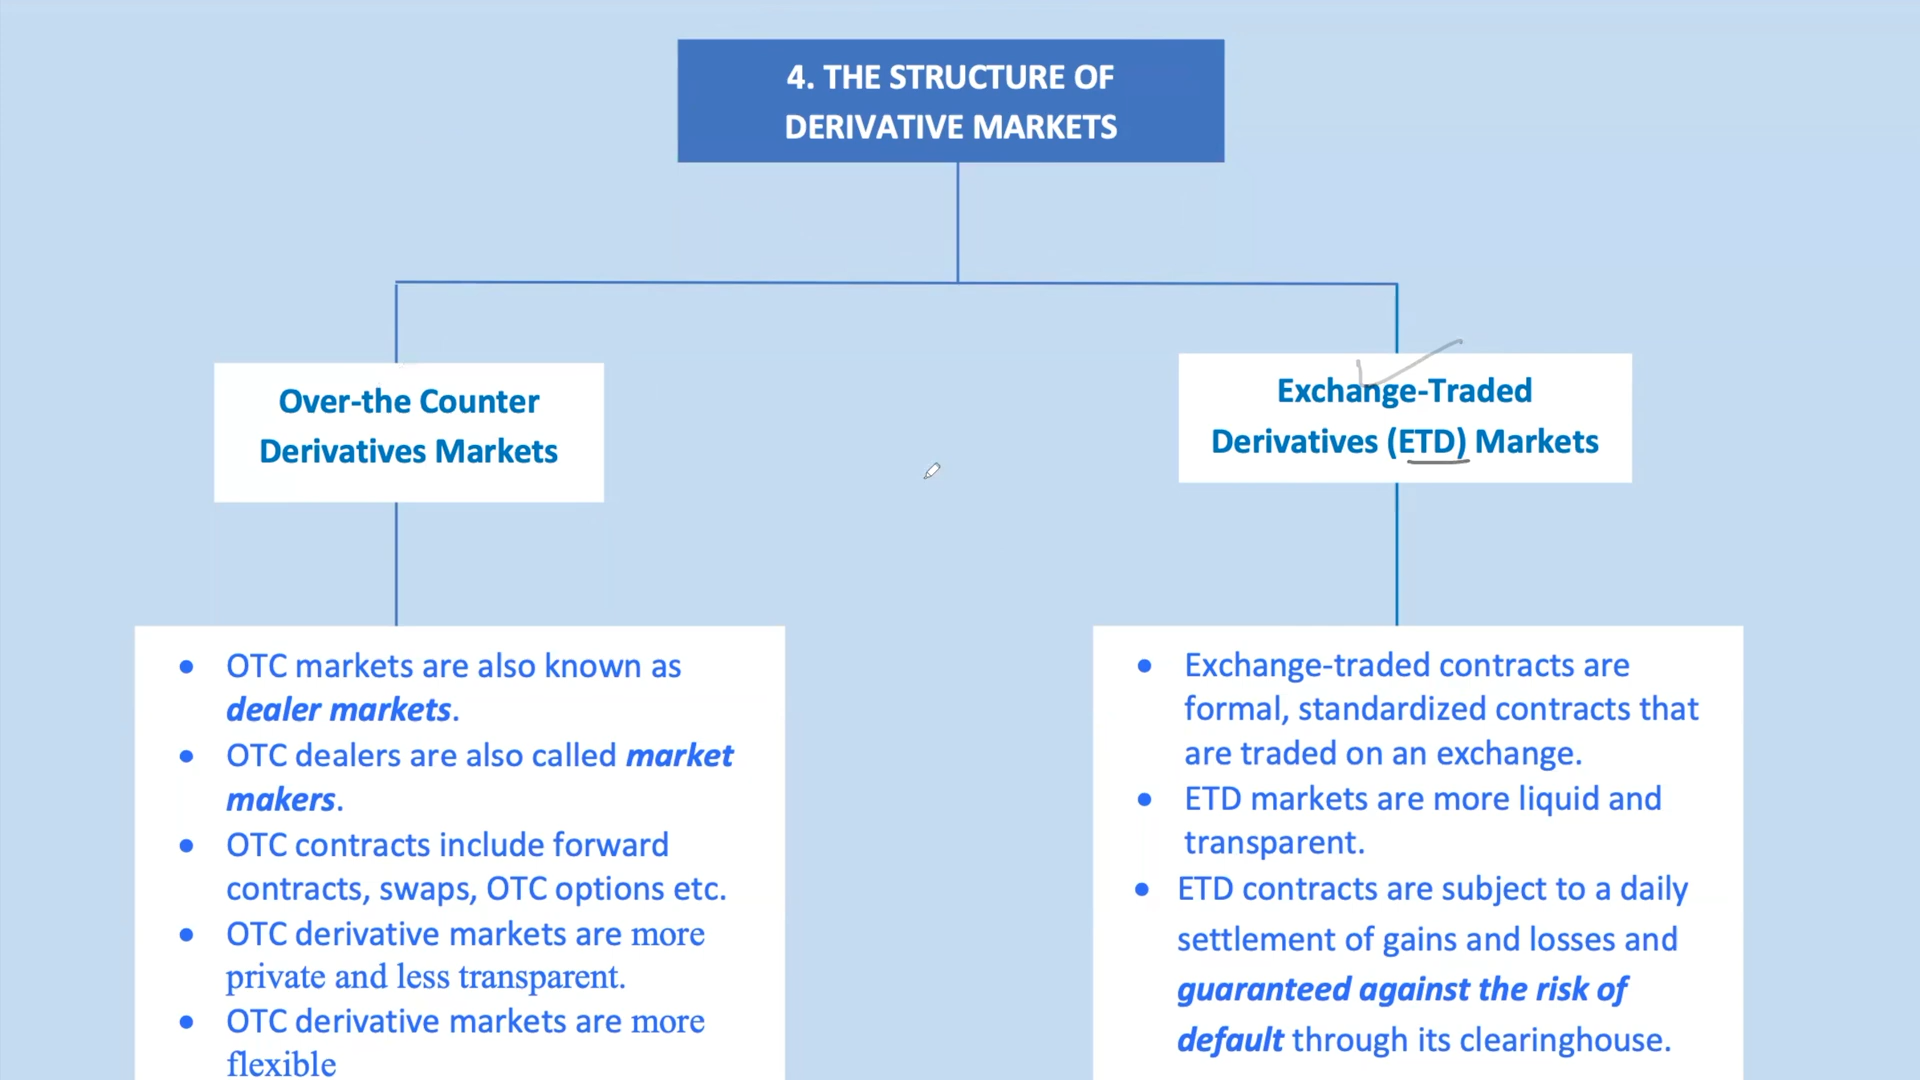 4. THE STRUCTURE OF
DERIVATIVE MARKETS
Over-the Counter
Derivatives Markets
Exchange-Traded
Derivatives (ETD) Markets
• OTC markets are also known as
dealer markets.
• OTC dealers are also called market
makers.
• OTC contracts include forward
contracts, swaps, OTC options etc.
• OTC derivative markets are more
private and less transparent.
• OTC derivative markets are more
flexible
• Exchange-traded contracts are
formal, standardized contracts that
are traded on an exchange.
• ETD markets are more liquid and
transparent.
• ETD contracts are subject to a daily
settlement of gains and losses and
guaranteed against the risk of
default through its clearinghouse.